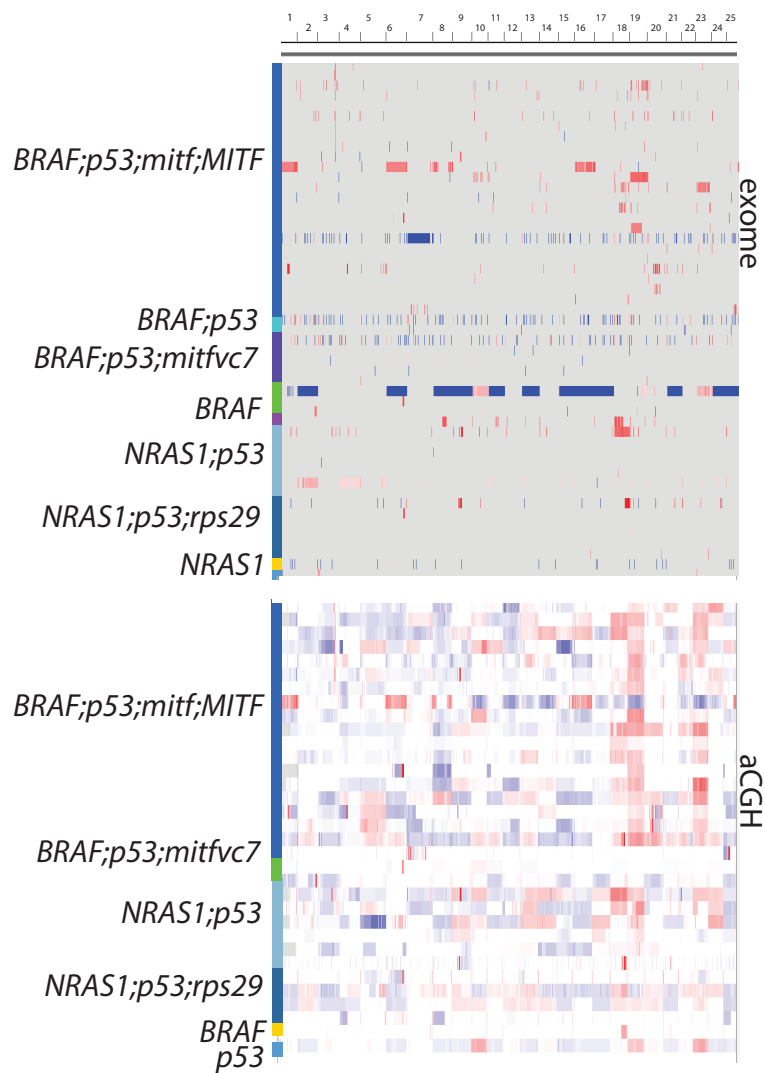 1 3 5 7 9 11 13 15 17 18 19 21 23 25
2 4 6 8 10 12 14 16 20 22 24
BRAF;p53;mitf;MITF
exome
BRAF;p53
BRAF;p53;mitfvc7
BRAF
NRAS1;p53
NRAS1;p53;rps29
NRAS1
BRAF;p53;mitf;MITF
aCGH
BRAF;p53;mitfvc7
NRAS1;p53
NRAS1;p53;rps29
BRAF
p53